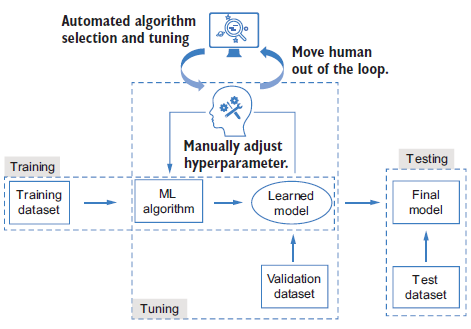 Automated algorithm
selection and tuning
Move human
out of the loop.
Manually adjust
hyperparameter.
Training
Testing
Training
dataset
ML
algorithm
Learned
model
Final
model
Validation
dataset
Test
dataset
Tuning